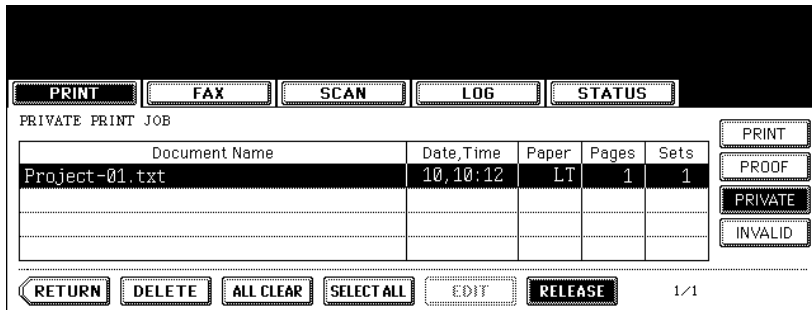 PRINT FAX SCAN LOG STATUS
PRIVATE PRINT JOB
PRINT
Document Name Date,Time Paper Pages Sets
Project-01.txt 10,10:12 LT 1 1
PROOF
PRIVATE
INVALID
RETURN DELETE ALL CLEAR SELECT ALL EDIT RELEASE 1/1